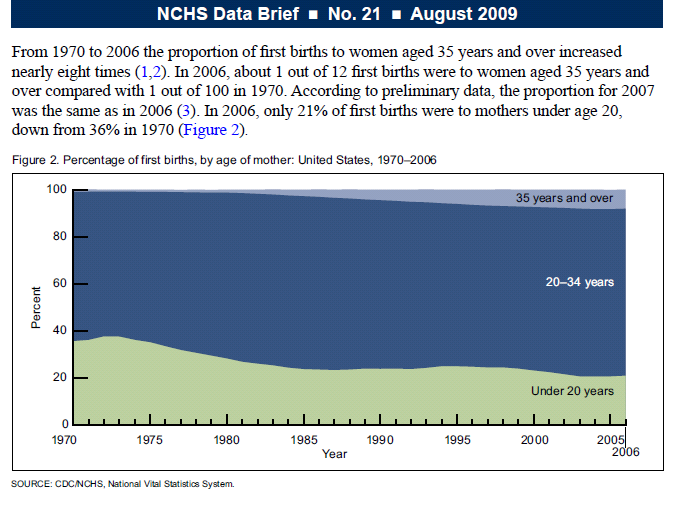 NCHS Data Brief ■ No. 21 ■ August 2009
From 1970 to 2006 the proportion of first births to women aged 35 years and over increased
nearly eight times (1,2). In 2006, about 1 out of 12 first births were to women aged 35 years and
over compared with 1 out of 100 in 1970. According to preliminary data, the proportion for 2007
was the same as in 2006 (3). In 2006, only 21% of first births were to mothers under age 20,
down from 36% in 1970 (Figure 2).
Figure 2. Percentage of first births, by age of mother: United States, 1970–2006
100
35 years and over
80
60
20–34 years
Percent
40
20
Under 20 years
0
1970 1975 1980 1985 1990 1995 2000 2005
2006
Year
SOURCE: CDC/NCHS, National Vital Statistics System.